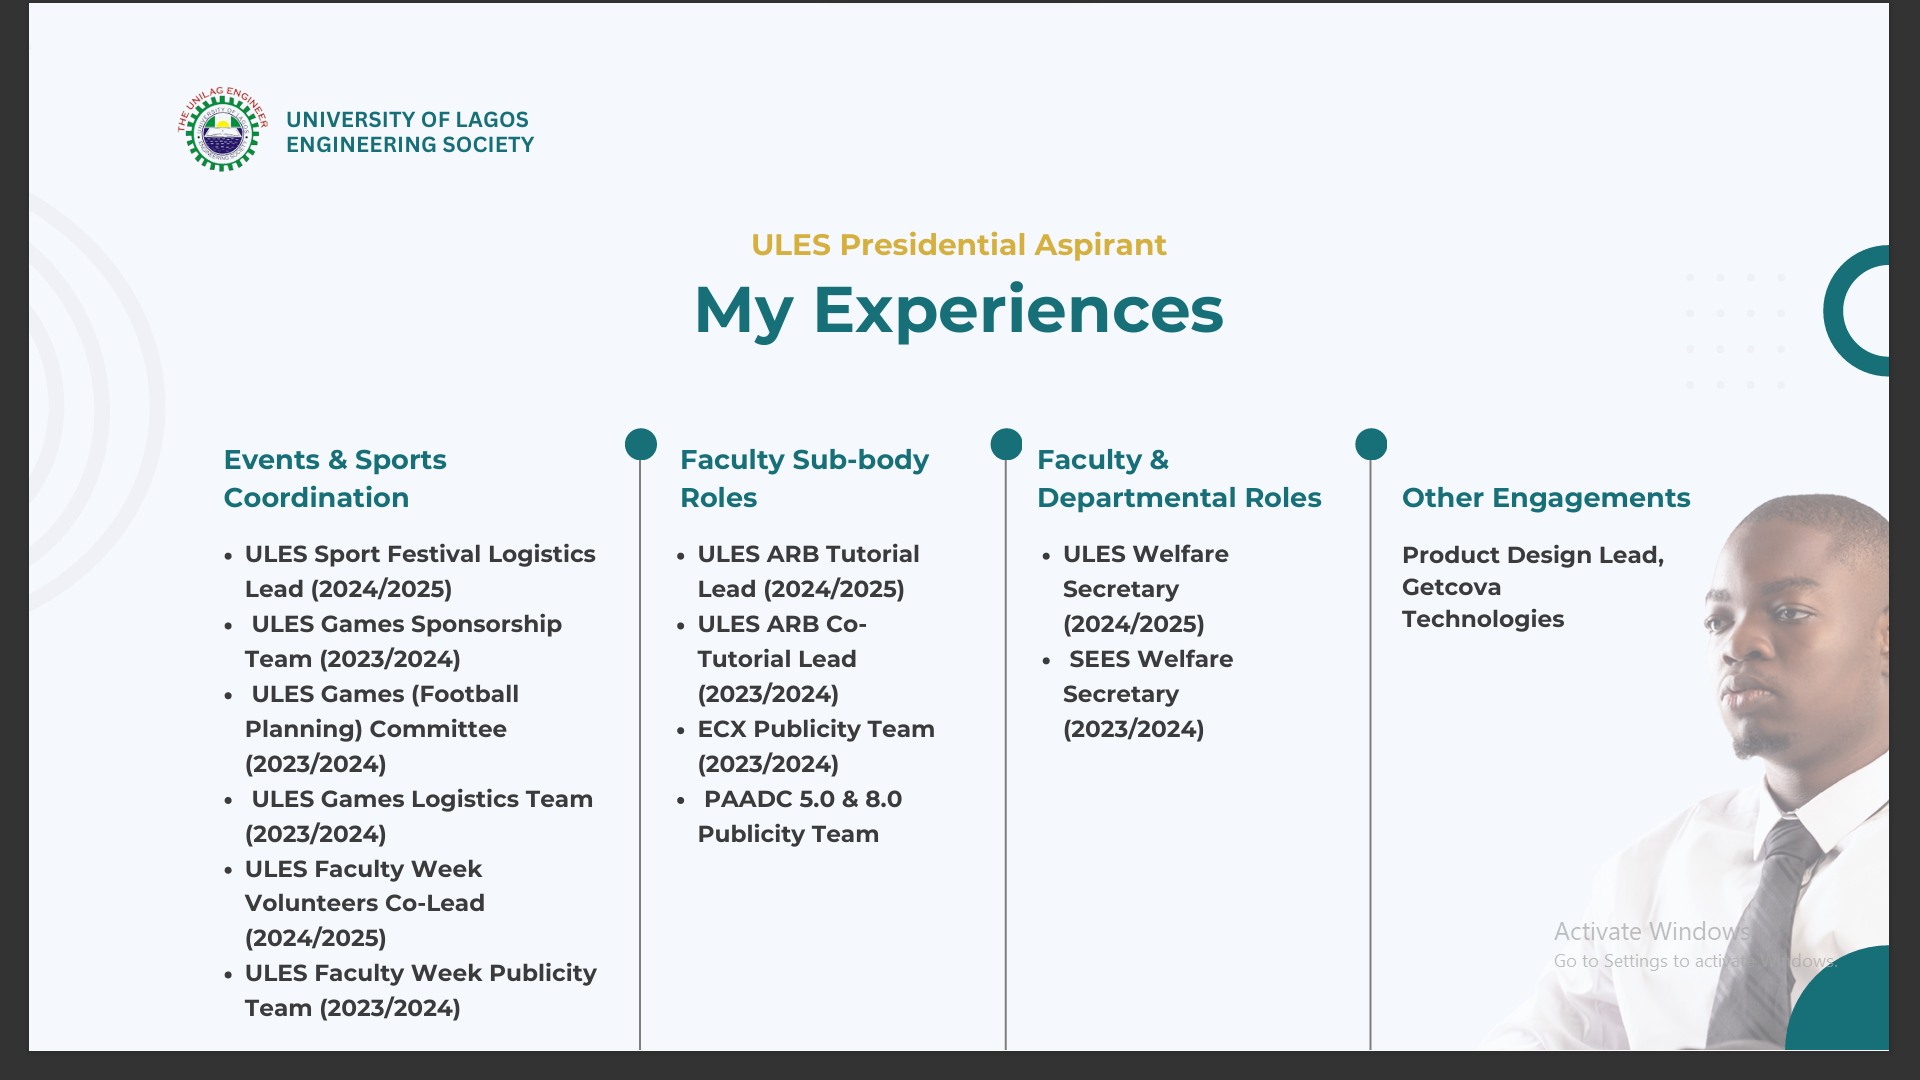 THE UNILAG ENGINEER
UNIVERSITY OF LAGOS
ENGINEERING SOCIETY
UNIVERSITY OF LAGOS
ENGINEERING SOCIETY
ULES Presidential Aspirant
My Experiences
Events & Sports
Coordination
• ULES Sport Festival Logistics
Lead (2024/2025)
• ULES Games Sponsorship
Team (2023/2024)
• ULES Games (Football
Planning) Committee
(2023/2024)
• ULES Games Logistics Team
(2023/2024)
• ULES Faculty Week
Volunteers Co-Lead
(2024/2025)
• ULES Faculty Week Publicity
Team (2023/2024)
Faculty Sub-body
Roles
• ULES ARB Tutorial
Lead (2024/2025)
• ULES ARB Co-
Tutorial Lead
(2023/2024)
• ECX Publicity Team
(2023/2024)
• PAADC 5.0 & 8.0
Publicity Team
Faculty &
Departmental Roles
• ULES Welfare
Secretary
(2024/2025)
• SEES Welfare
Secretary
(2023/2024)
Other Engagements
Product Design Lead,
Getcova
Technologies
Activate Windows
Go to Settings to activate Windows.